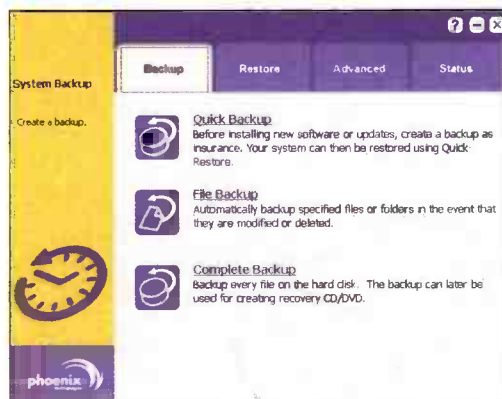 System Backup
Create a backup.
Backup Restore Advanced Status
Quick Backup
Before installing new software or updates, create a backup as
insurance. Your system can then be restored using Quick
Restore.
File Backup
Automatically backup specified files or folders in the event that
they are modified or deleted.
Complete Backup
Backup every file on the hard disk. The backup can later be
used for creating recovery CD/DVD.
phoenix